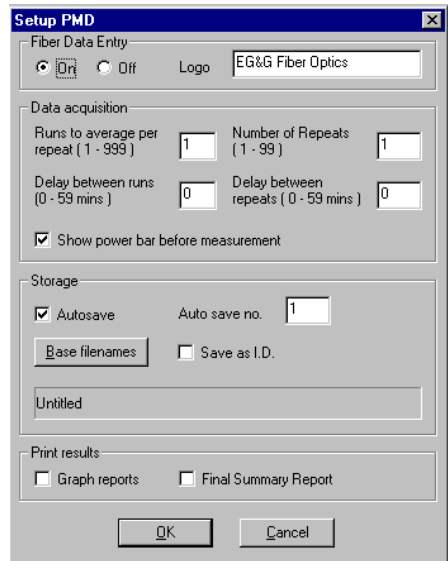 Setup PMD
Fiber Data Entry
On Off Logo EG&G Fiber Optics
Data acquisition
Runs to average per repeat ( 1 - 999 ) 1 Number of Repeats ( 1 - 99 ) 1
Delay between runs (0 - 59 mins ) 0 Delay between repeats ( 0 - 59 mins ) 0
Show power bar before measurement
Storage
Autosave Auto save no. 1
Base filenames Save as I.D.
Untitled
Print results
Graph reports Final Summary Report
OK Cancel